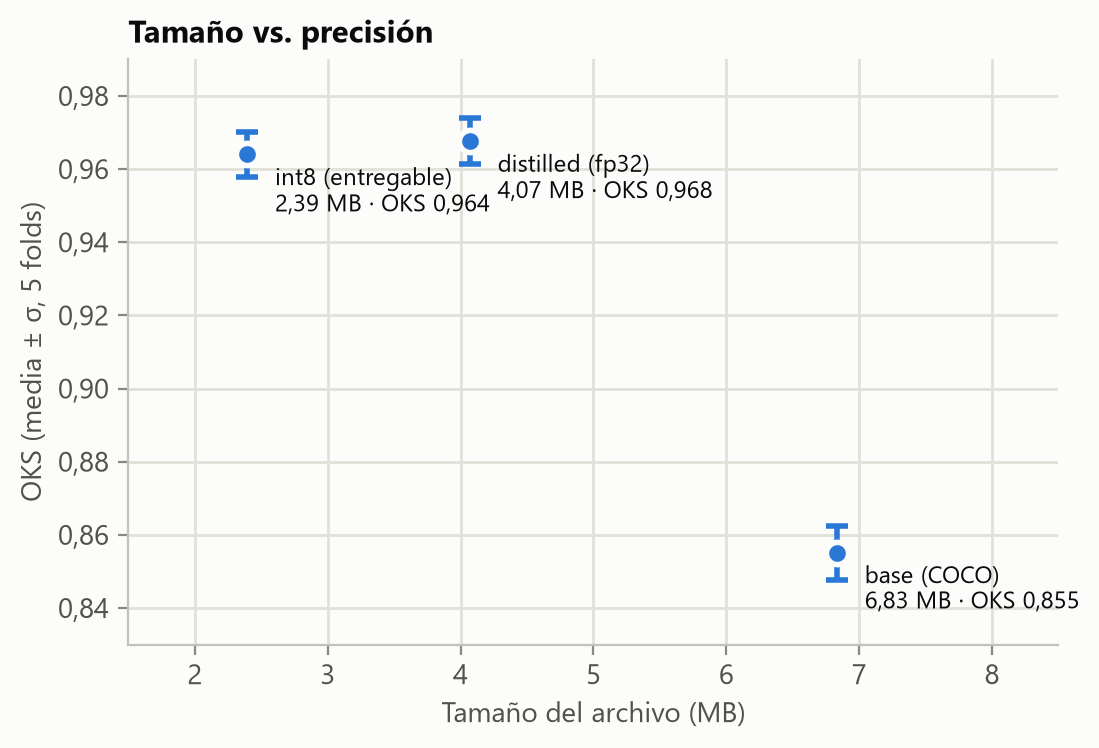 Tamaño vs. precisión
OKS (media ± σ, 5 folds)
0,98
0,96
0,94
0,92
0,90
0,88
0,86
0,84
int8 (entregable)
2,39 MB · OKS 0,964
distilled (fp32)
4,07 MB · OKS 0,968
base (COCO)
6,83 MB · OKS 0,855
2 3 4 5 6 7 8
Tamaño del archivo (MB)